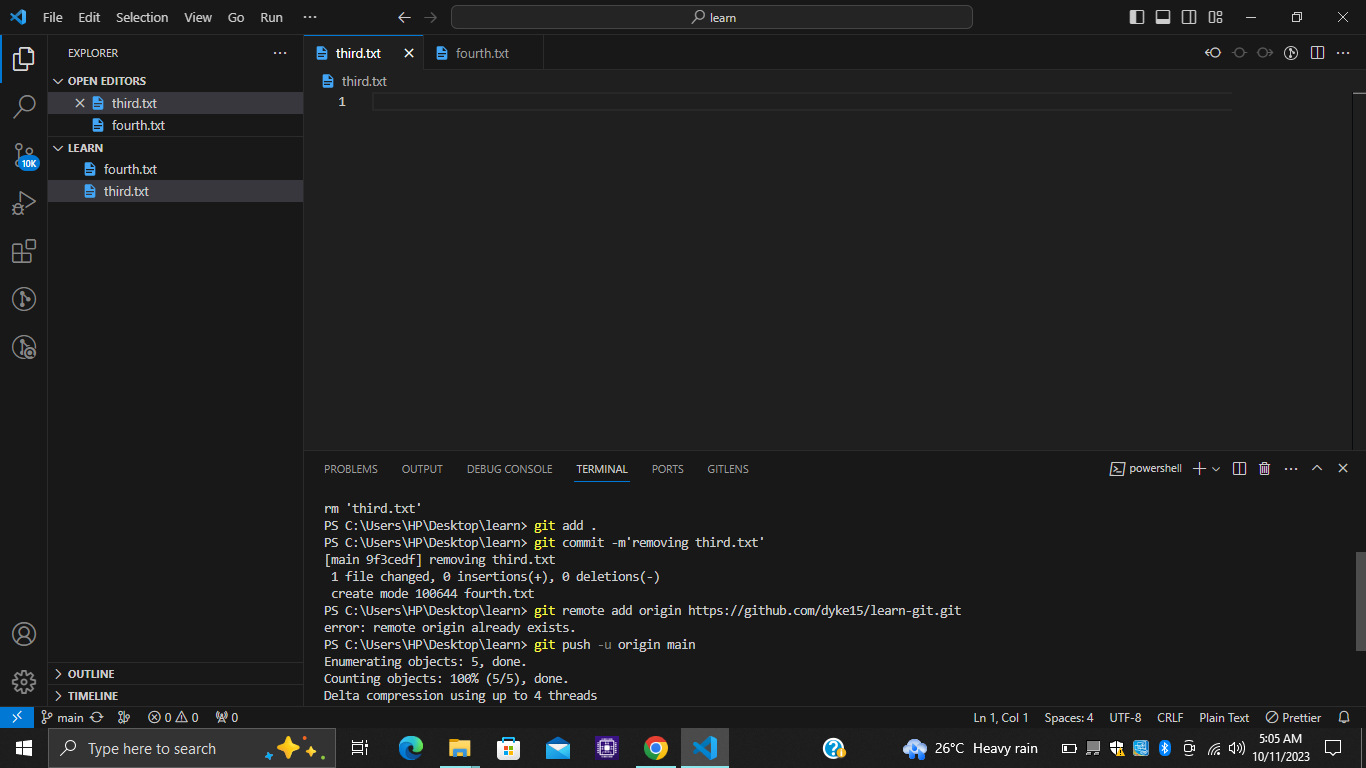 File Edit Selection View Go Run ···
learn
EXPLORER
OPEN EDITORS
third.txt
fourth.txt
LEARN
fourth.txt
third.txt
10K
OUTLINE
TIMELINE
third.txt
fourth.txt
third.txt
1
PROBLEMS OUTPUT DEBUG CONSOLE TERMINAL PORTS GITLENS
powershell
rm 'third.txt'
PS C:\Users\HP\Desktop\learn> git add .
PS C:\Users\HP\Desktop\learn> git commit -m'removing third.txt'
[main 9f3cedf] removing third.txt
1 file changed, 0 insertions(+), 0 deletions(-)
create mode 100644 fourth.txt
PS C:\Users\HP\Desktop\learn> git remote add origin https://github.com/dyke15/learn-git.git
error: remote origin already exists.
PS C:\Users\HP\Desktop\learn> git push -u origin main
Enumerating objects: 5, done.
Counting objects: 100% (5/5), done.
Delta compression using up to 4 threads
main 0 0 0 Ln 1, Col 1 Spaces: 4 UTF-8 CRLF Plain Text Prettier
Type here to search
26°C Heavy rain
5:05 AM
10/11/2023